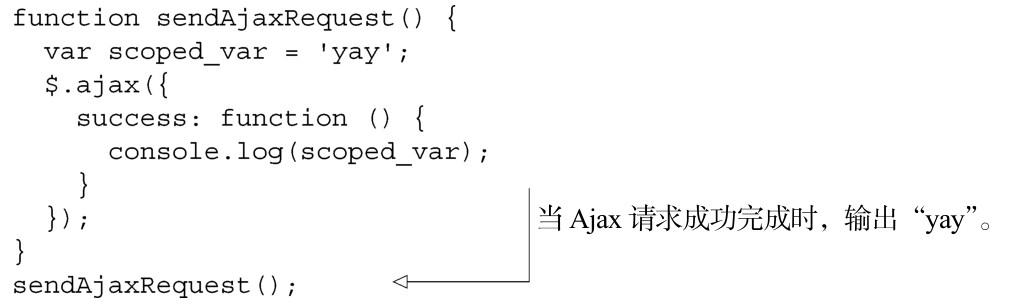 function sendAjaxRequest() {
  var scoped_var = 'yay';
  $.ajax({
    success: function () {
      console.log(scoped_var);
    }
  });
}
当 Ajax 请求成功完成时，输出“yay”。
sendAjaxRequest();